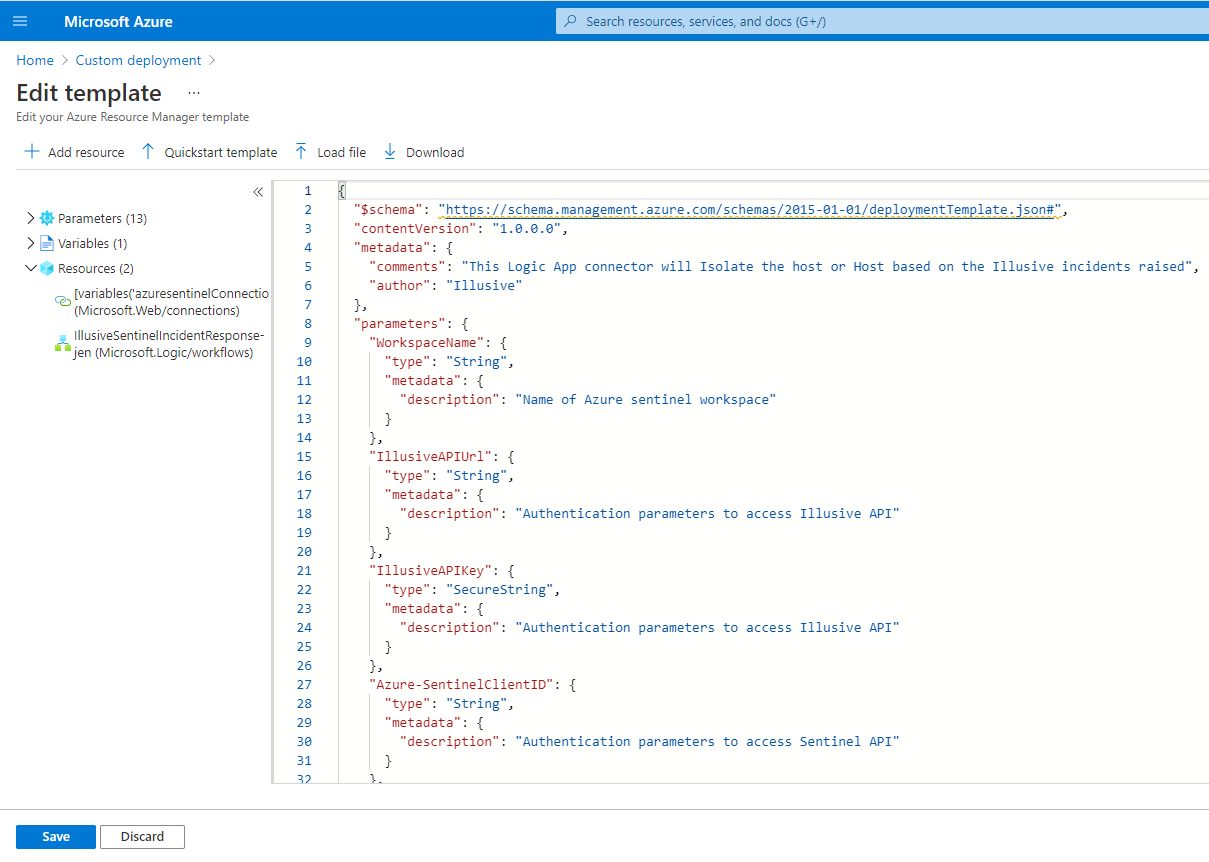 Microsoft Azure
Search resources, services, and docs (G+/)
Home > Custom deployment >
Edit template ...
Edit your Azure Resource Manager template
Add resource Quickstart template Load file Download
«
Parameters (13)
Variables (1)
Resources (2)
[variables('azuresentinelConnectio
(Microsoft.Web/connections)
IllusiveSentinelIncidentResponse-
jen (Microsoft.Logic/workflows)
1 {
2 "$schema": "https://schema.management.azure.com/schemas/2015-01-01/deploymentTemplate.json#",
3 "contentVersion": "1.0.0.0",
4 "metadata": {
5 "comments": "This Logic App connector will Isolate the host or Host based on the Illusive incidents raised",
6 "author": "Illusive"
7 },
8 "parameters": {
9 "WorkspaceName": {
10 "type": "String",
11 "metadata": {
12 "description": "Name of Azure sentinel workspace"
13 }
14 },
15 "IllusiveAPIUrl": {
16 "type": "String",
17 "metadata": {
18 "description": "Authentication parameters to access Illusive API"
19 }
20 },
21 "IllusiveAPIKey": {
22 "type": "SecureString",
23 "metadata": {
24 "description": "Authentication parameters to access Illusive API"
25 }
26 },
27 "Azure-SentinelClientID": {
28 "type": "String",
29 "metadata": {
30 "description": "Authentication parameters to access Sentinel API"
31 }
32 },
Save Discard